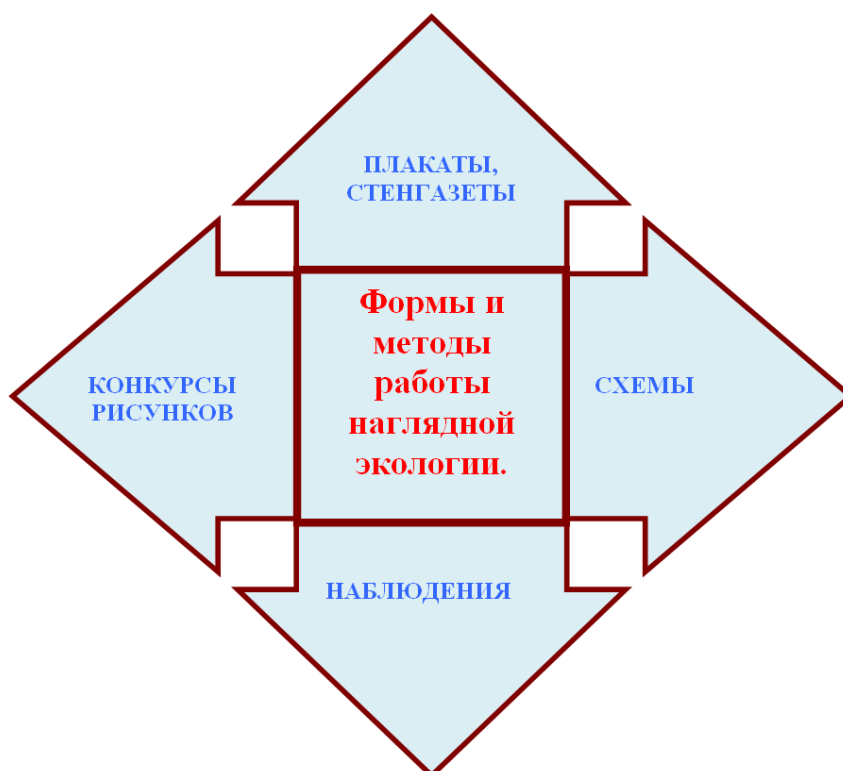 ПЛАКАТЫ,
СТЕНГАЗЕТЫ
Формы и
методы
работы
наглядной
экологии.
КОНКУРСЫ
РИСУНКОВ
СХЕМЫ
НАБЛЮДЕНИЯ